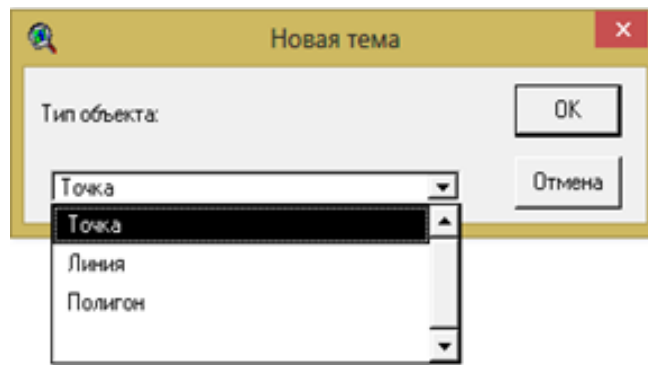 Новая тема
Тип объекта:
OK
Точка
Отмена
Точка
Линия
Полигон